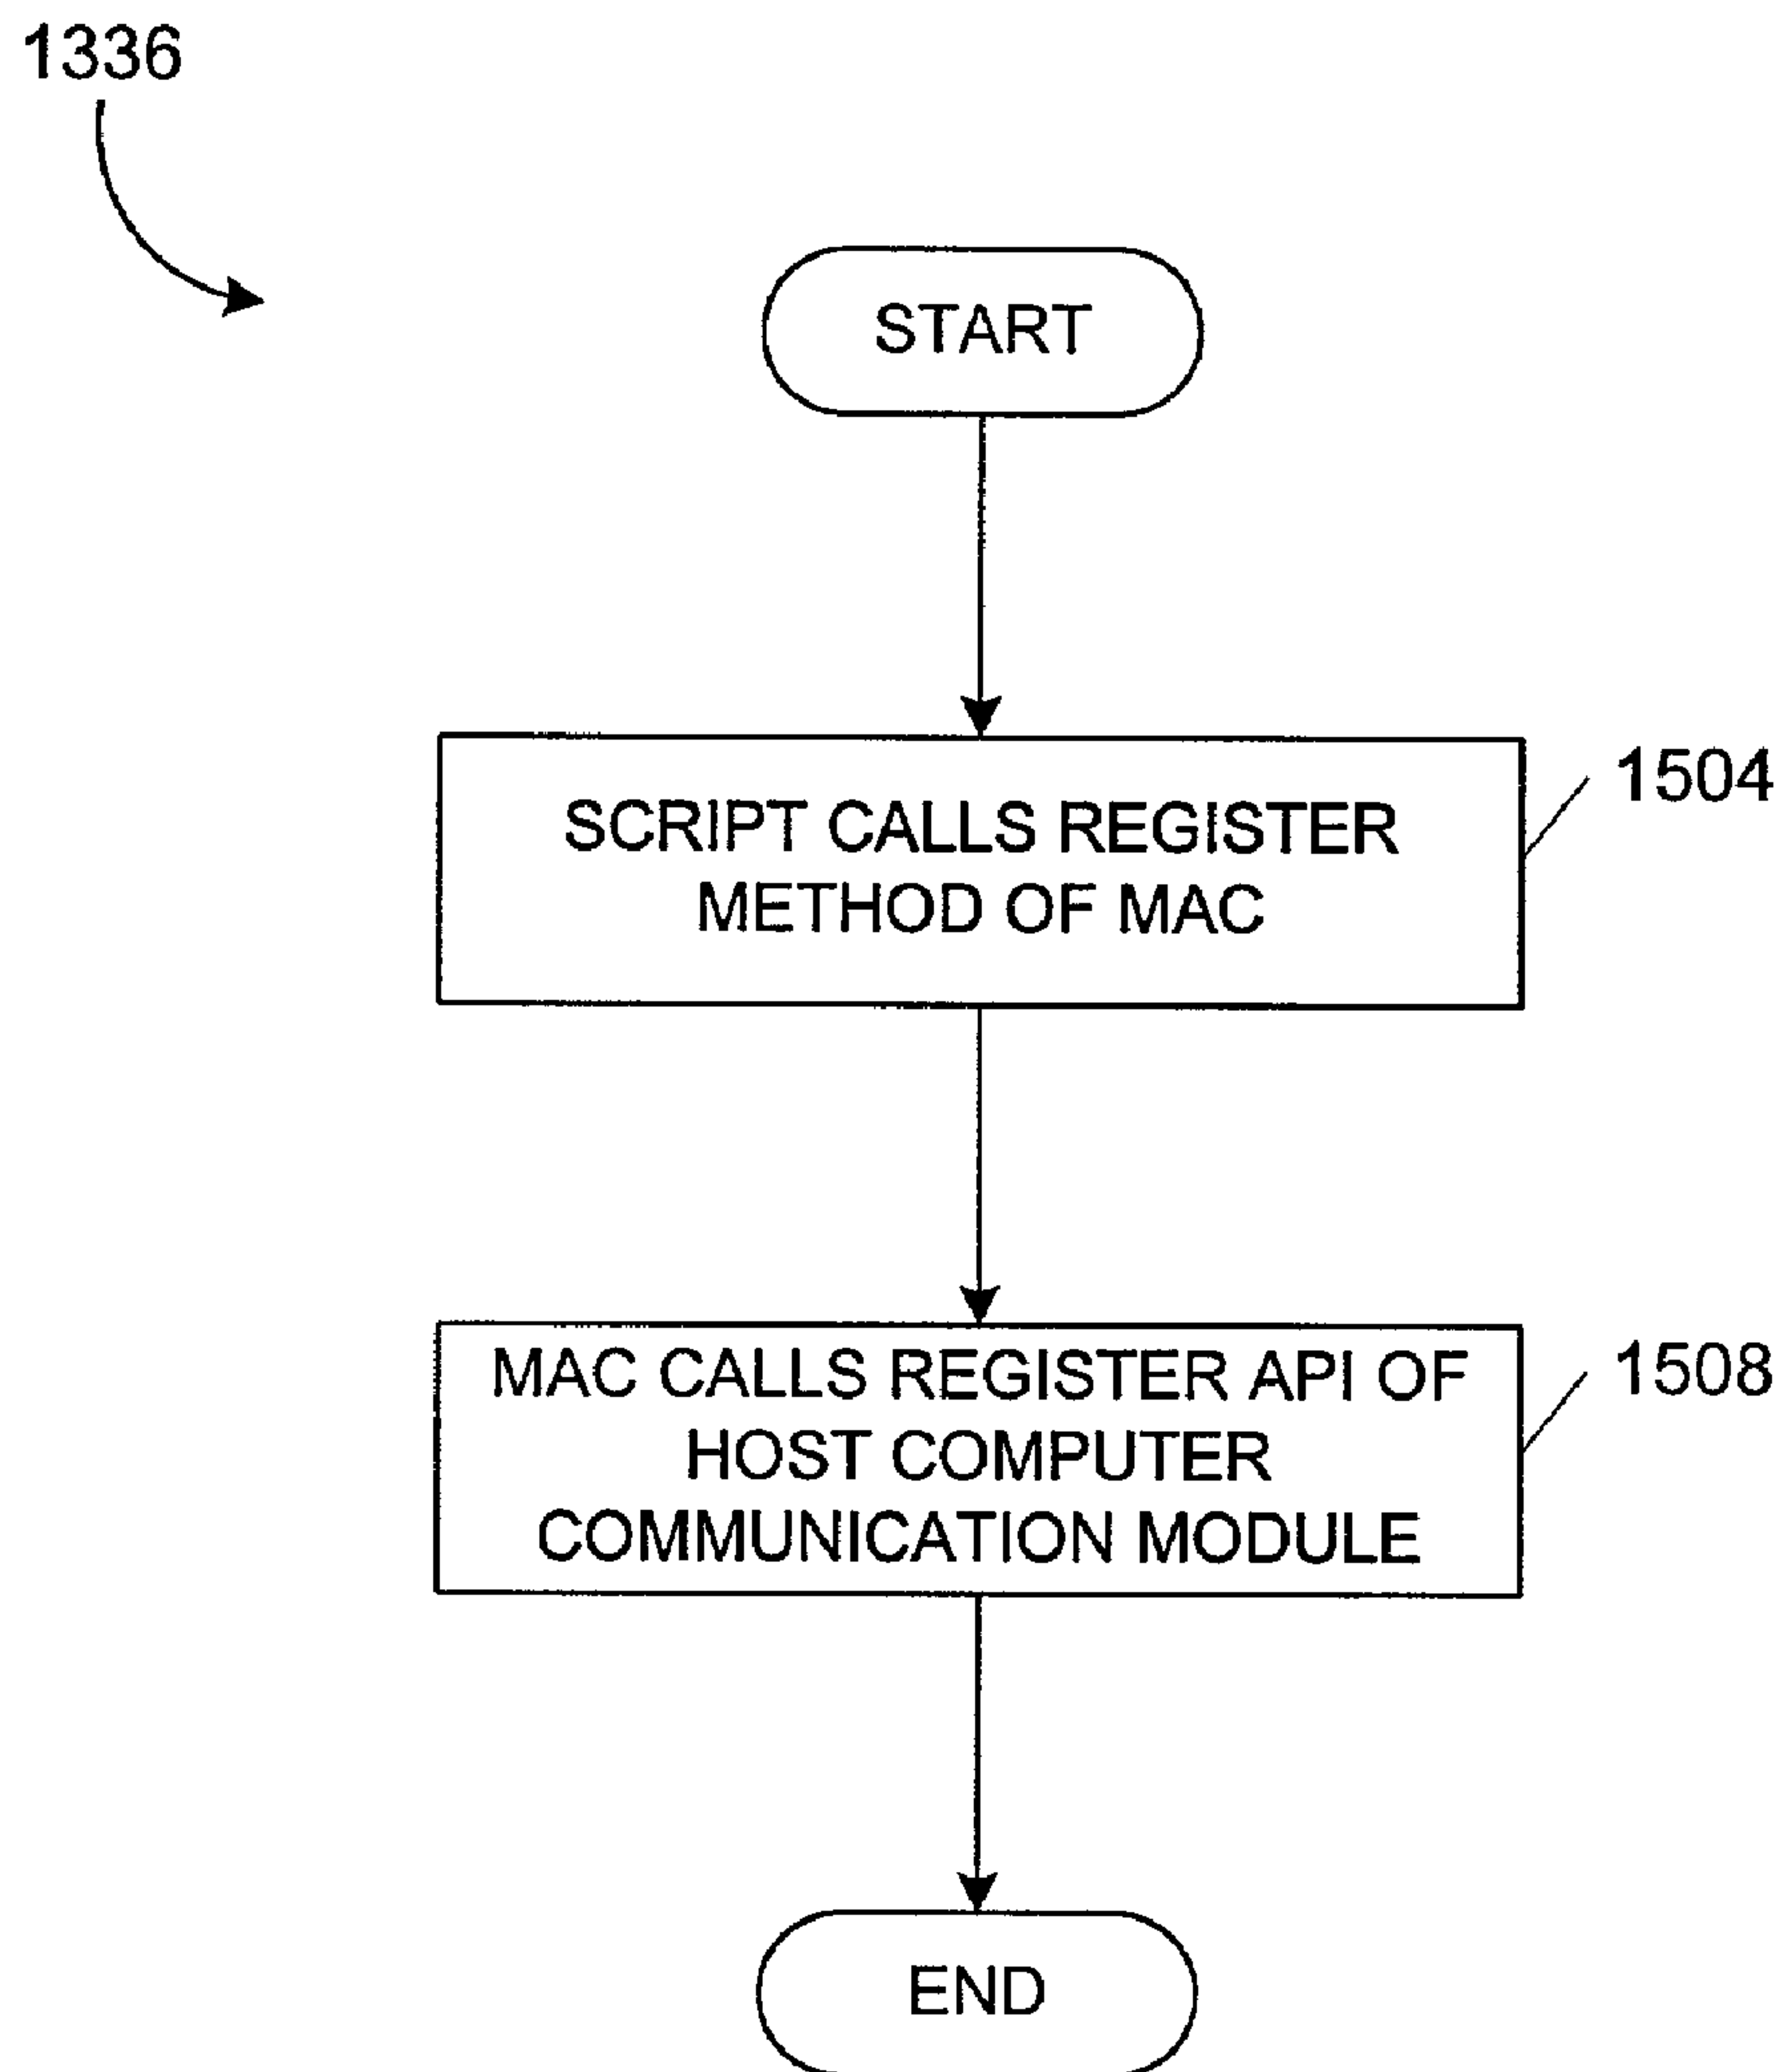 1336
START
SCRIPT CALLS REGISTER
METHOD OF MAC
1504
MAC CALLS REGISTER API OF
HOST COMPUTER
COMMUNICATION MODULE
1508
END